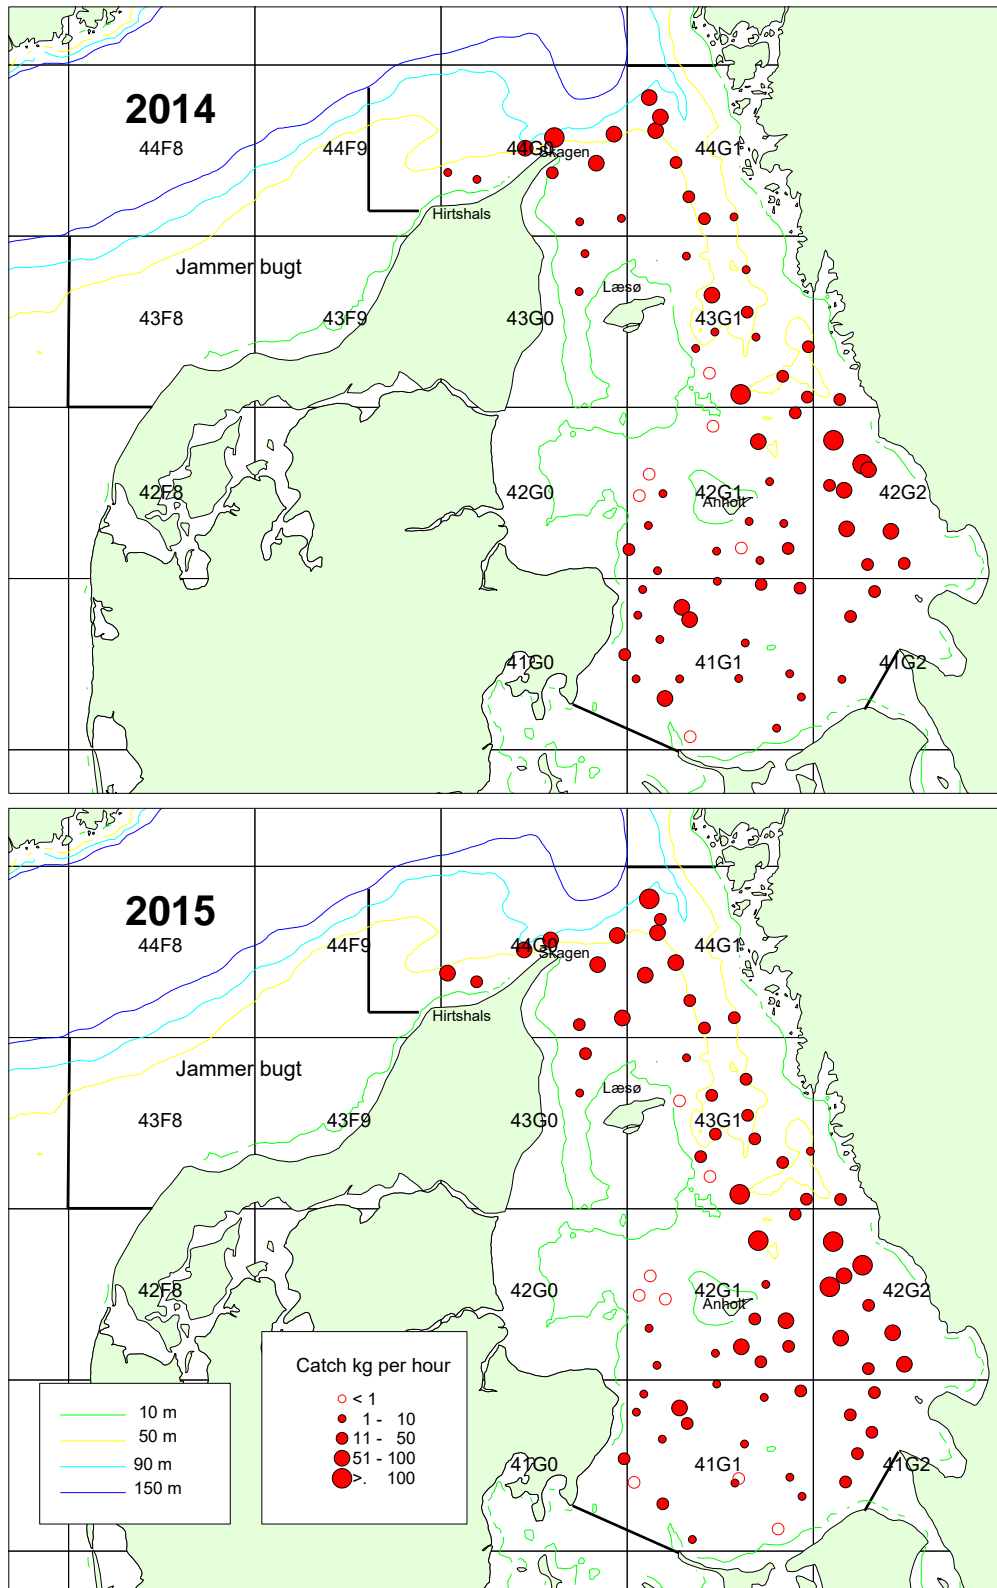 2014
44F8
44F9
44G0
Skagen
44G1
Hirtshals
Jammer bugt
Læsø
43F8
43F9
43G0
43G1
42F8
42G0
42G1
Anholt
42G2
41G0
41G1
41G2
2015
44F8
44F9
44G0
Skagen
44G1
Hirtshals
Jammer bugt
Læsø
43F8
43F9
43G0
43G1
42F8
42G0
42G1
Anholt
42G2
41G0
41G1
41G2
10 m
50 m
90 m
150 m
Catch kg per hour
< 1
1 - 10
11 - 50
51 - 100
>. 100